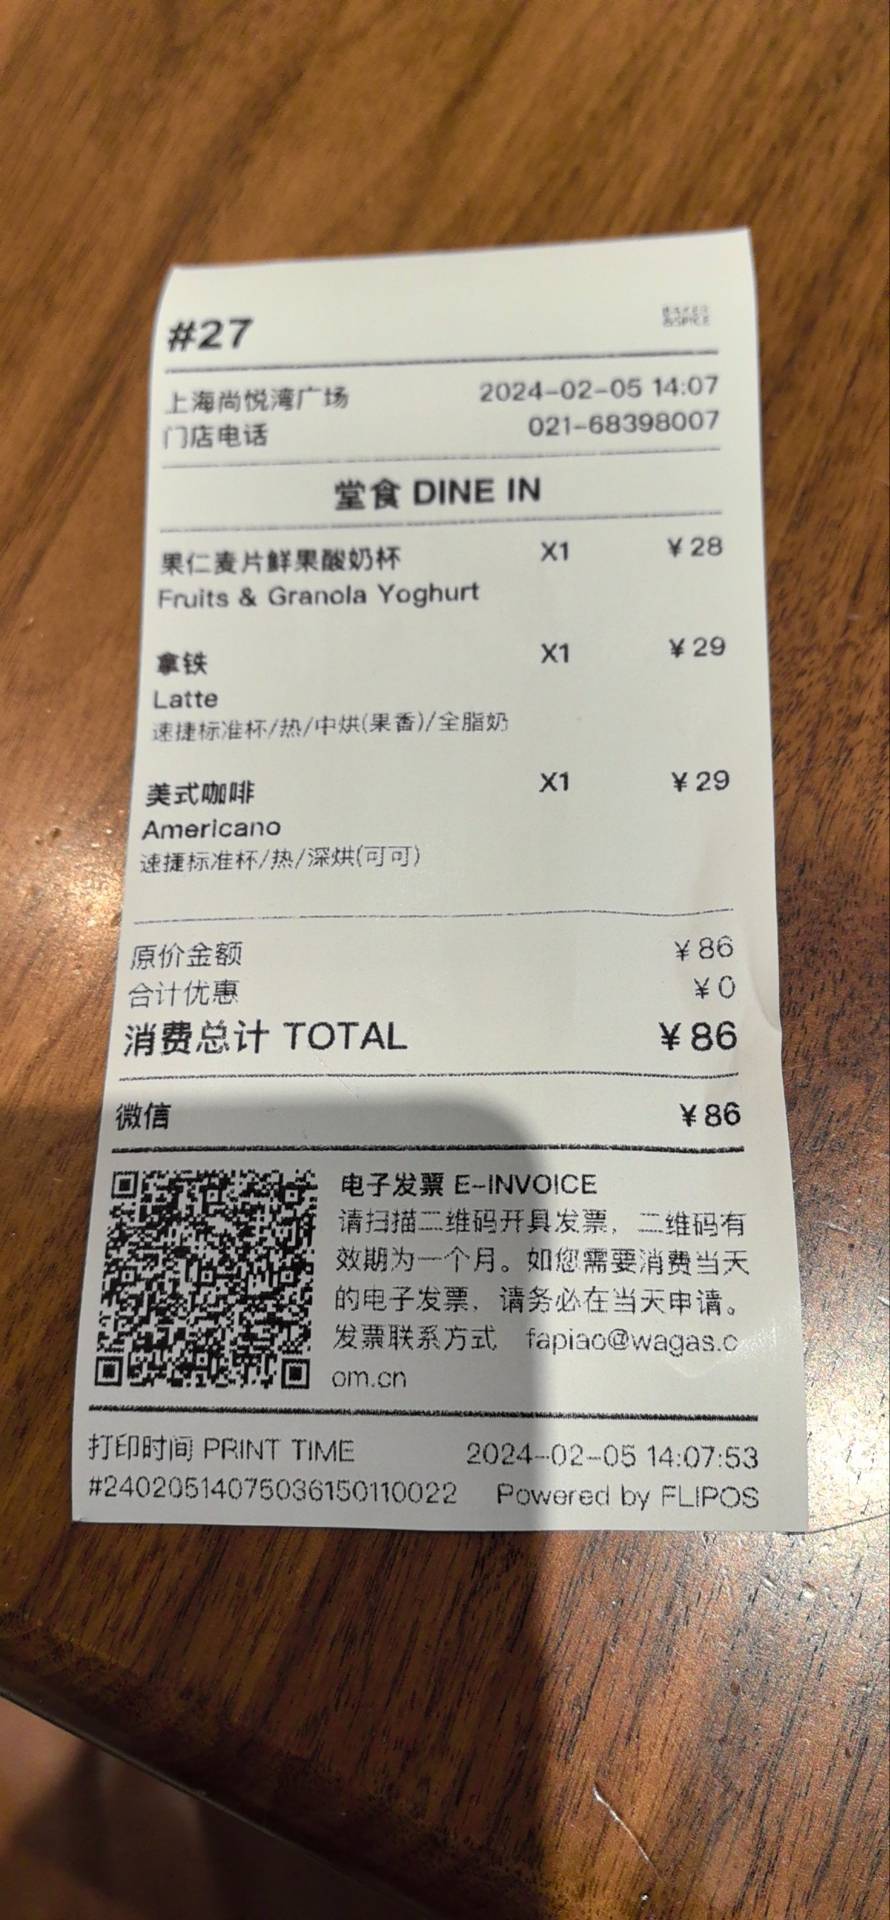 #27
BAKER
&SPICE
上海尚悦湾广场 2024-02-05 14:07
门店电话 021-68398007
堂食 DINE IN
果仁麦片鲜果酸奶杯 X1 ¥28
Fruits & Granola Yoghurt
拿铁 X1 ¥29
Latte
速捷标准杯/热/中烘(果香)/全脂奶
美式咖啡 X1 ¥29
Americano
速捷标准杯/热/深烘(可可)
原价金额 ¥86
合计优惠 ¥0
消费总计 TOTAL ¥86
微信 ¥86
电子发票 E-INVOICE
请扫描二维码开具发票，二维码有
效期为一个月。如您需要消费当天
的电子发票，请务必在当天申请。
发票联系方式 fapiao@wagas.c
om.cn
打印时间 PRINT TIME 2024-02-05 14:07:53
#24020514075036150110022 Powered by FLIPOS